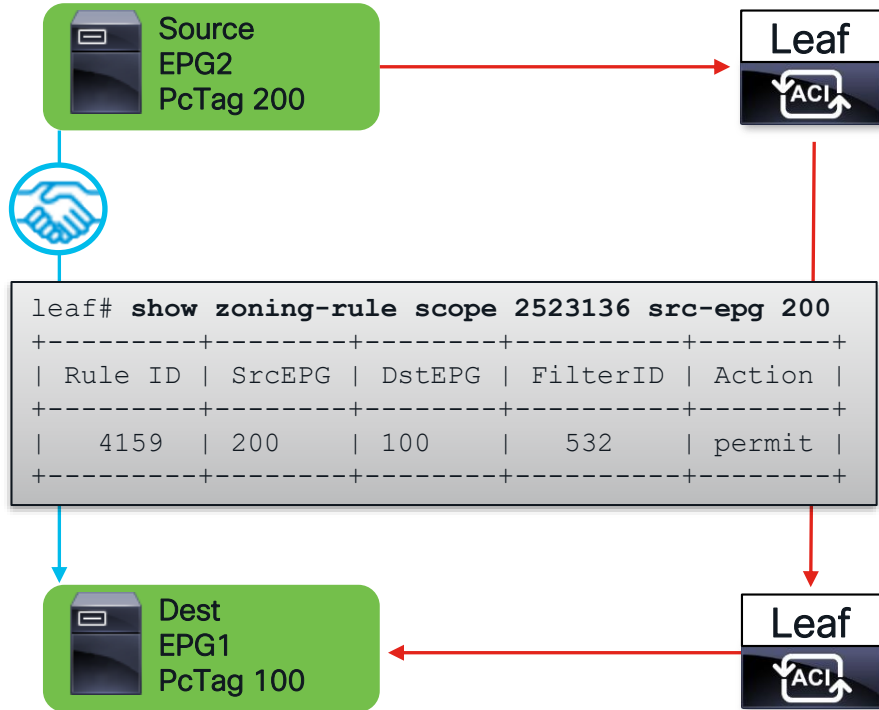 Source
EPG2
PcTag 200
Leaf
ACI
leaf# show zoning-rule scope 2523136 src-epg 200
+---------+--------+--------+----------+--------+
| Rule ID | SrcEPG | DstEPG | FilterID | Action |
+---------+--------+--------+----------+--------+
|   4159  | 200    | 100    |   532    | permit |
+---------+--------+--------+----------+--------+
Dest
EPG1
PcTag 100
Leaf
ACI